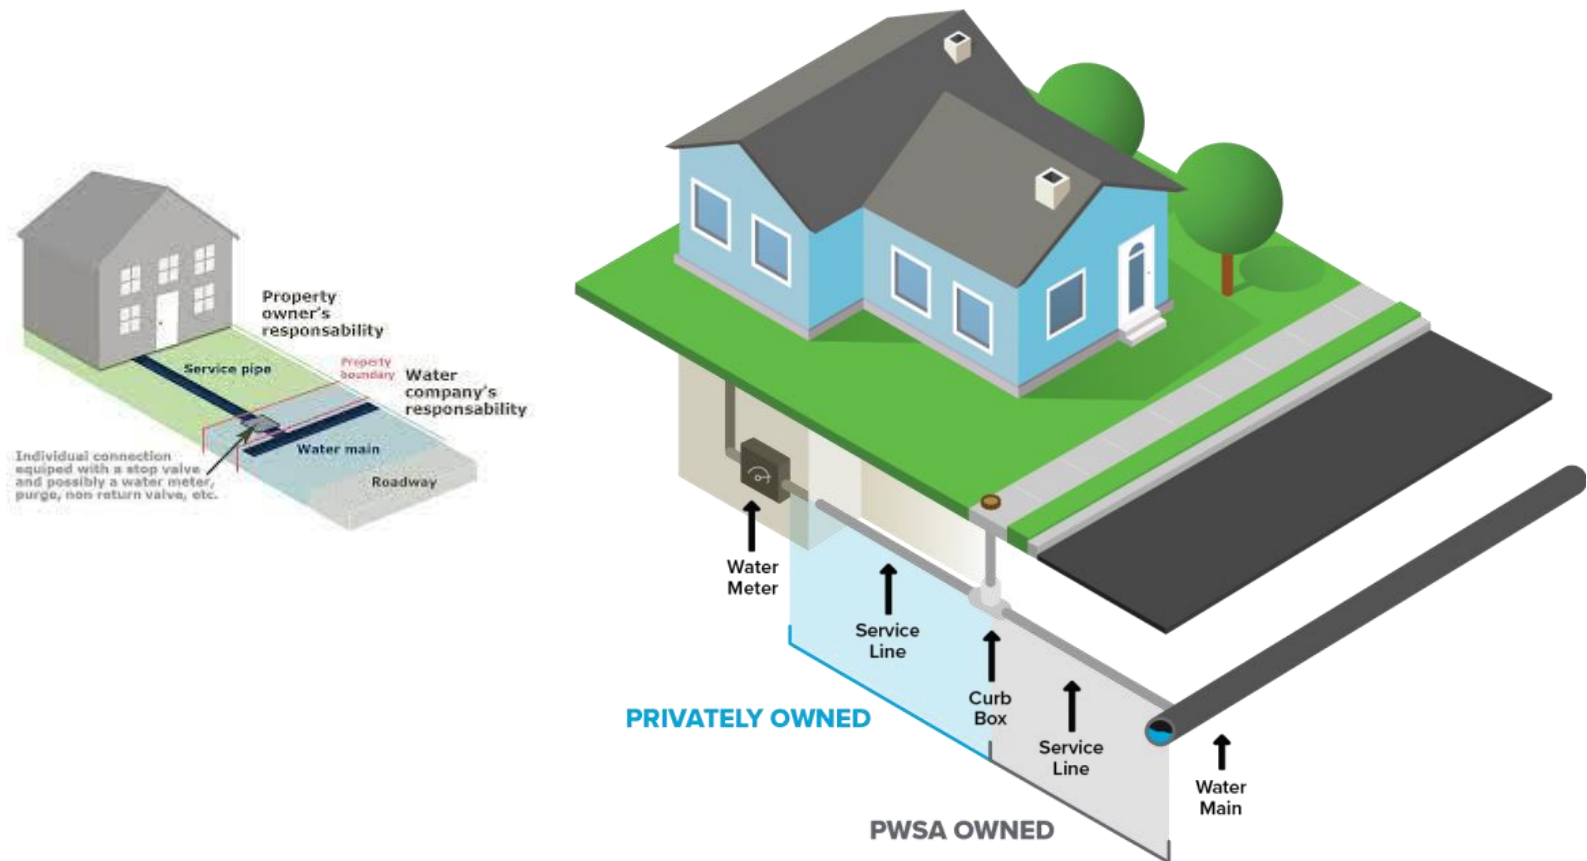 Property
owner's
responsability
Service pipe
Property
boundary
Water
company's
responsability
Water main
Individual connection
equiped with a stop valve
and possibly a water meter,
purge, non return valve, etc.
Roadway
Water
Meter
Service
Line
Curb
Box
Service
Line
Water
Main
PRIVATELY OWNED
PWSA OWNED